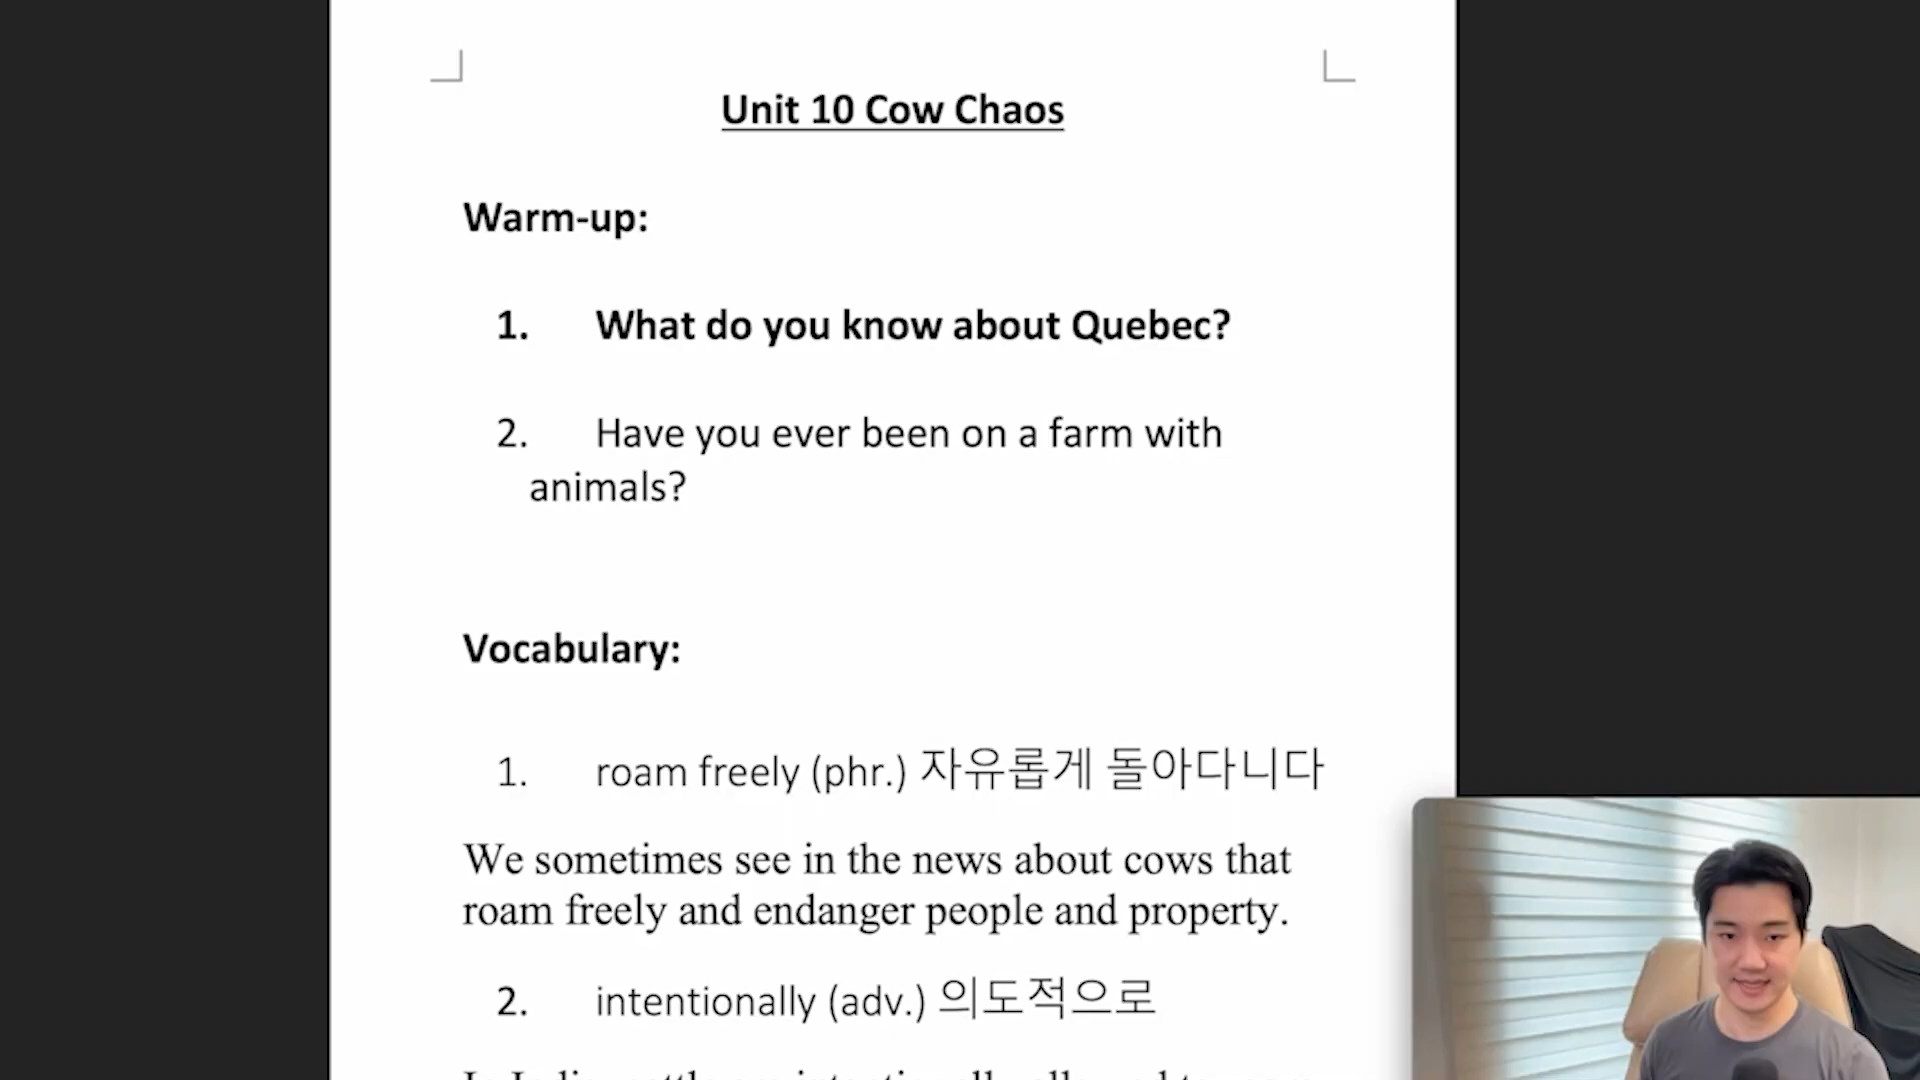 Unit 10 Cow Chaos
Warm-up:
1. What do you know about Quebec?
2. Have you ever been on a farm with
animals?
Vocabulary:
1. roam freely (phr.) 자유롭게 돌아다니다
We sometimes see in the news about cows that
roam freely and endanger people and property.
2. intentionally (adv.) 의도적으로